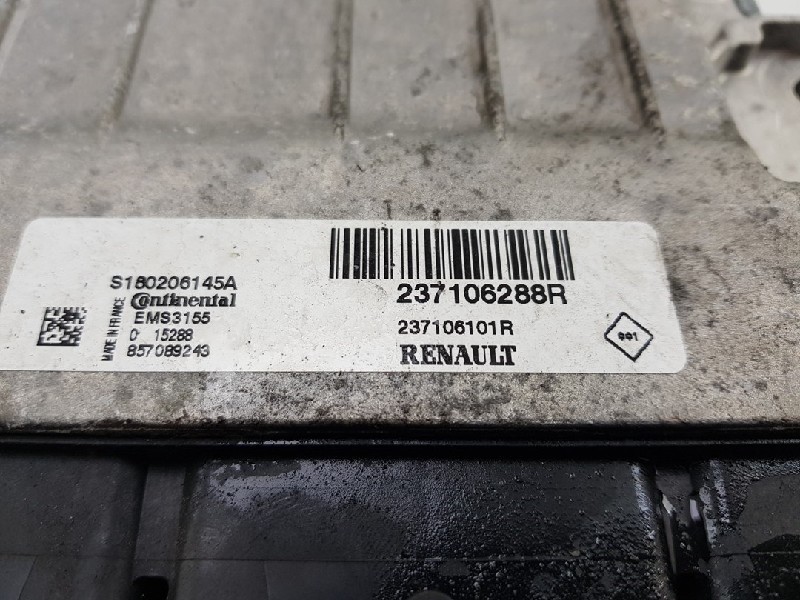 S180206145A
Continental
EMS3155
0 15288
857089243
MADE IN FRANCE
237106288R
237106101R
RENAULT
001